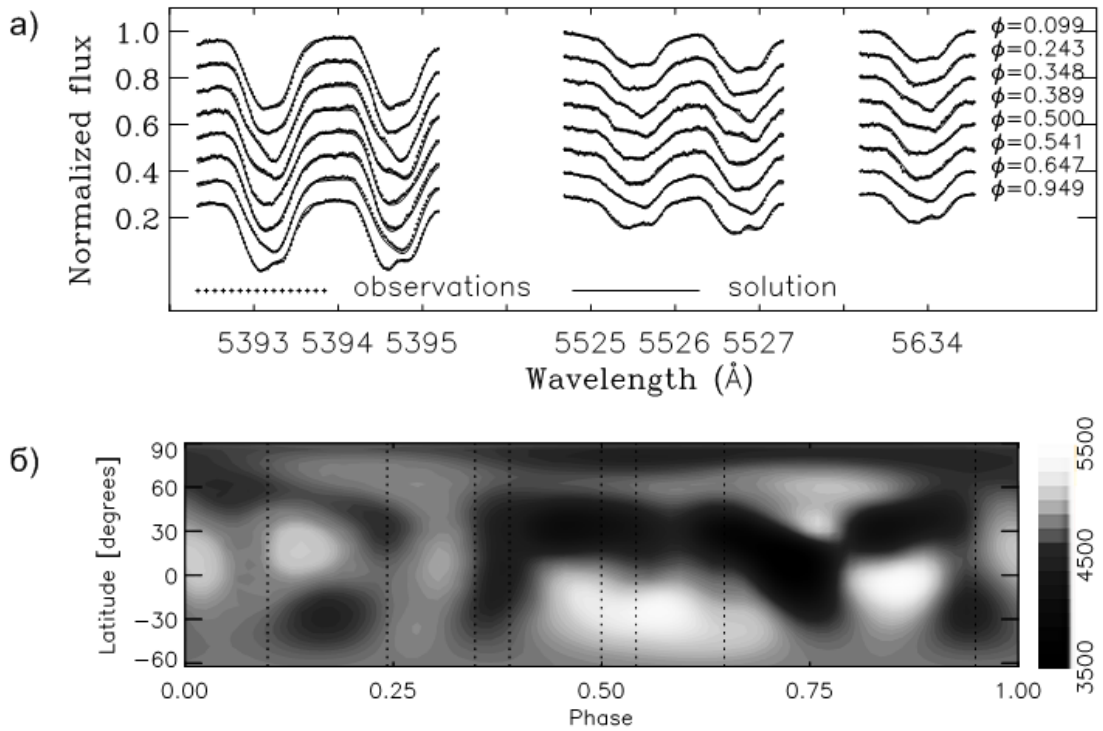 а)
Normalized flux
1.0
0.8
0.6
0.4
0.2
ϕ=0.099
ϕ=0.243
ϕ=0.348
ϕ=0.389
ϕ=0.500
ϕ=0.541
ϕ=0.647
ϕ=0.949
observations
solution
5393 5394 5395 5525 5526 5527 5634
Wavelength (Å)
б)
Latitude [degrees]
90
60
30
0
−30
−60
0.00 0.25 0.50 0.75 1.00
Phase
5500
4500
3500